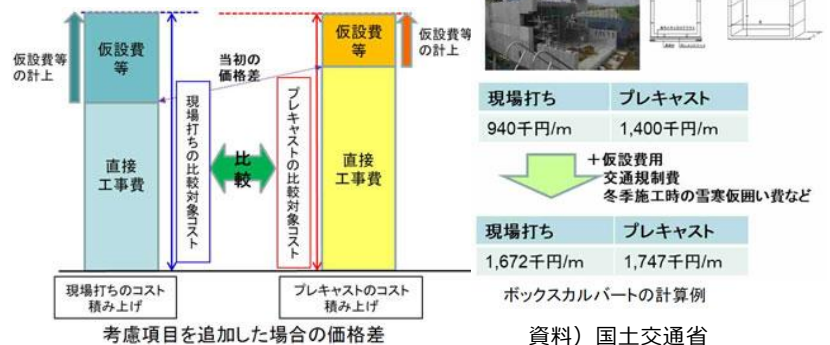 仮設費等
の計上
仮設費
等
直接
工事費
現場打ちの比較対象コスト
当初の
価格差
比較
プレキャストの比較対象コスト
仮設費
等
直接
工事費
仮設費等
の計上
現場打ちのコスト
積み上げ
プレキャストのコスト
積み上げ
考慮項目を追加した場合の価格差
現場打ち プレキャスト
940千円/m 1,400千円/m
+仮設費用
交通規制費
冬季施工時の雪寒仮囲い費など
現場打ち プレキャスト
1,672千円/m 1,747千円/m
ボックスカルバートの計算例
資料）国土交通省